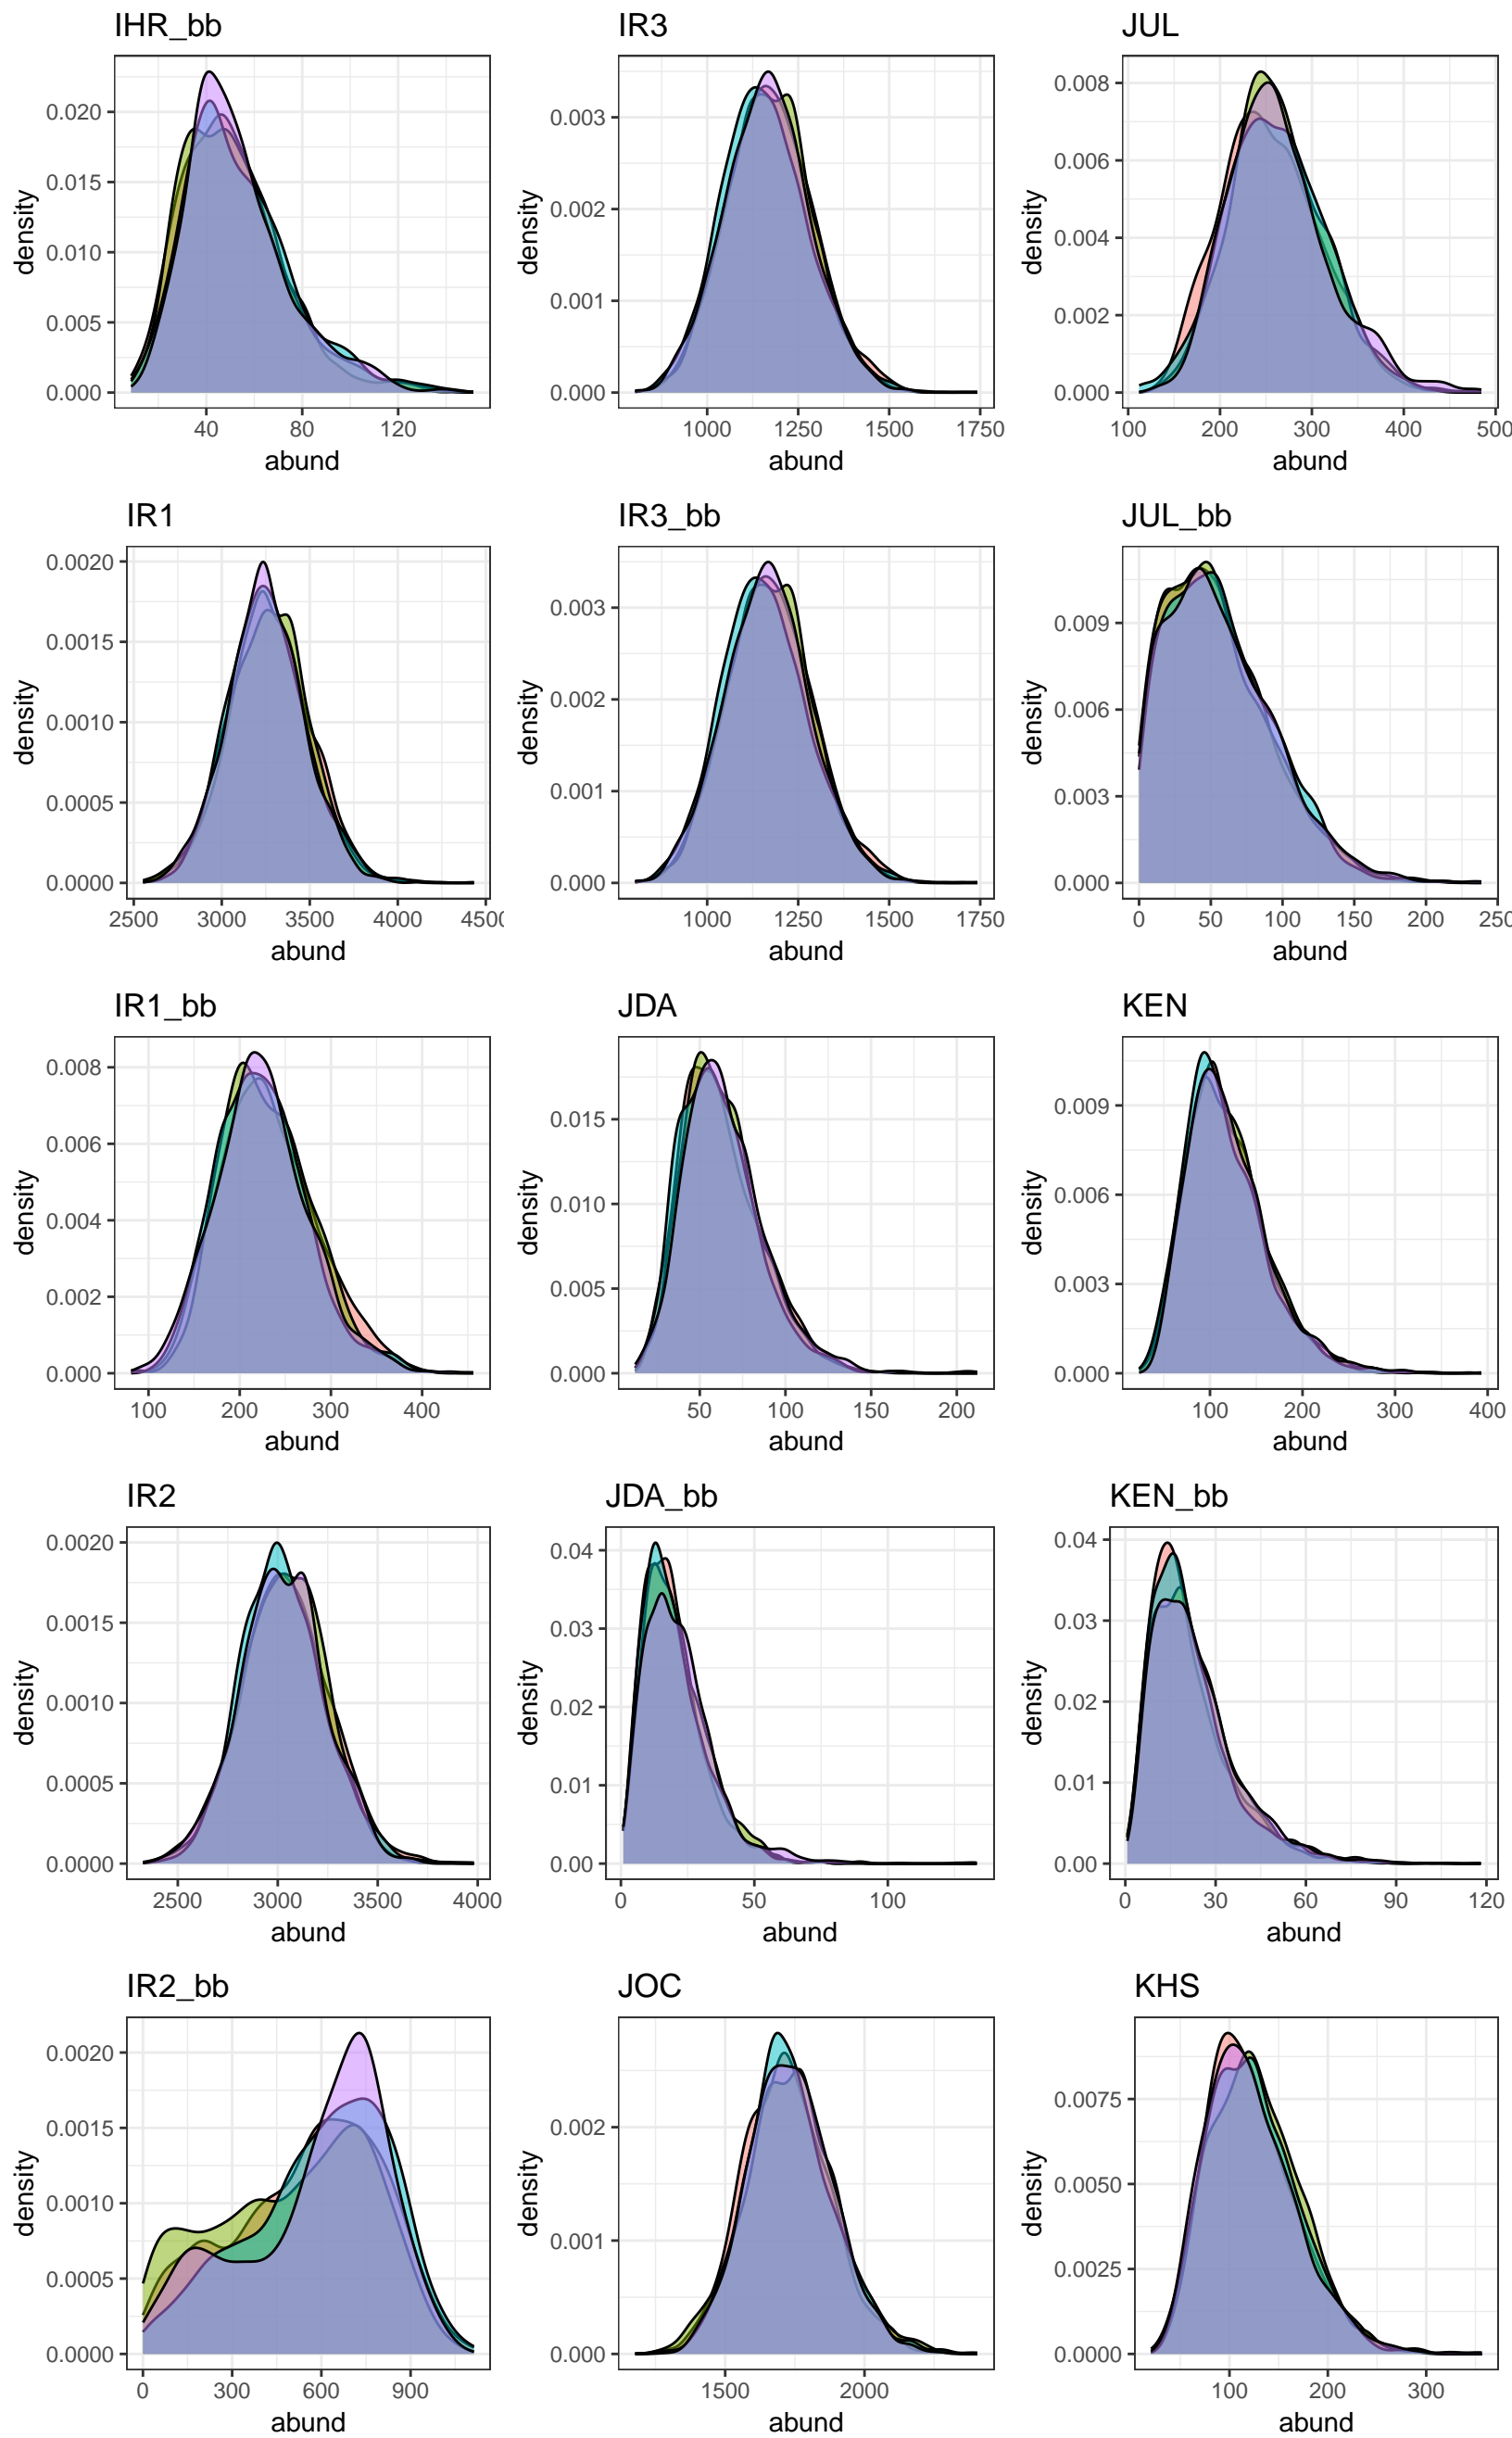 IHR_bb
IR3
JUL
density
0.020
0.015
0.010
0.005
0.000
40 80 120
abund
density
0.003
0.002
0.001
0.000
1000 1250 1500 1750
abund
density
0.008
0.006
0.004
0.002
0.000
100 200 300 400 500
abund
IR1
IR3_bb
JUL_bb
density
0.0020
0.0015
0.0010
0.0005
0.0000
2500 3000 3500 4000 4500
abund
density
0.003
0.002
0.001
0.000
1000 1250 1500 1750
abund
density
0.009
0.006
0.003
0.000
0 50 100 150 200 250
abund
IR1_bb
JDA
KEN
density
0.008
0.006
0.004
0.002
0.000
100 200 300 400
abund
density
0.015
0.010
0.005
0.000
50 100 150 200
abund
density
0.009
0.006
0.003
0.000
100 200 300 400
abund
IR2
JDA_bb
KEN_bb
density
0.0020
0.0015
0.0010
0.0005
0.0000
2500 3000 3500 4000
abund
density
0.04
0.03
0.02
0.01
0.00
0 50 100
abund
density
0.04
0.03
0.02
0.01
0.00
0 30 60 90 120
abund
IR2_bb
JOC
KHS
density
0.0020
0.0015
0.0010
0.0005
0.0000
0 300 600 900
abund
density
0.002
0.001
0.000
1500 2000
abund
density
0.0075
0.0050
0.0025
0.0000
100 200 300
abund